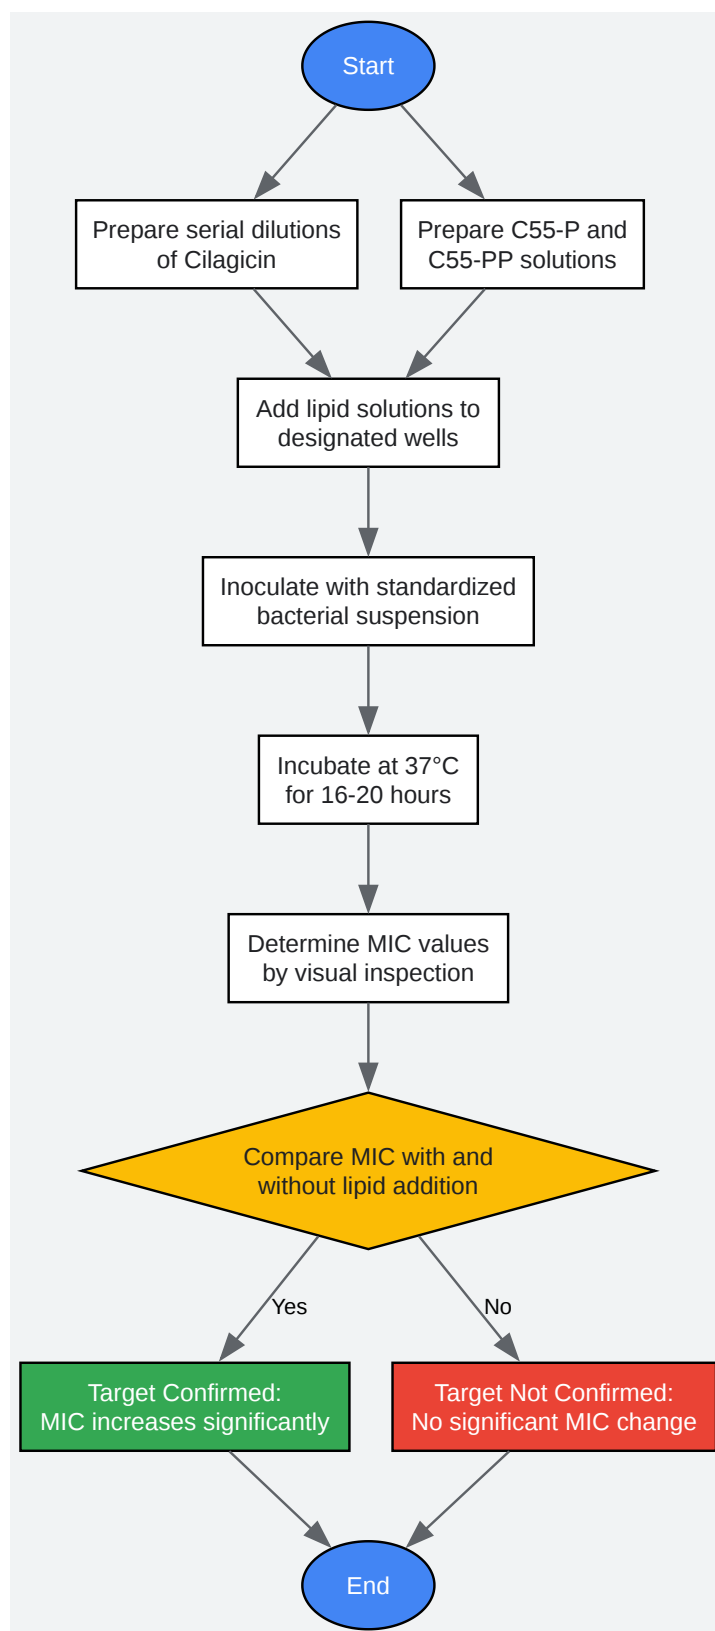 Start
Prepare serial dilutions
of Cilagicin
Prepare C55-P and
C55-PP solutions
Add lipid solutions to
designated wells
Inoculate with standardized
bacterial suspension
Incubate at 37°C
for 16-20 hours
Determine MIC values
by visual inspection
Compare MIC with and
without lipid addition
Yes
No
Target Confirmed:
MIC increases significantly
Target Not Confirmed:
No significant MIC change
End